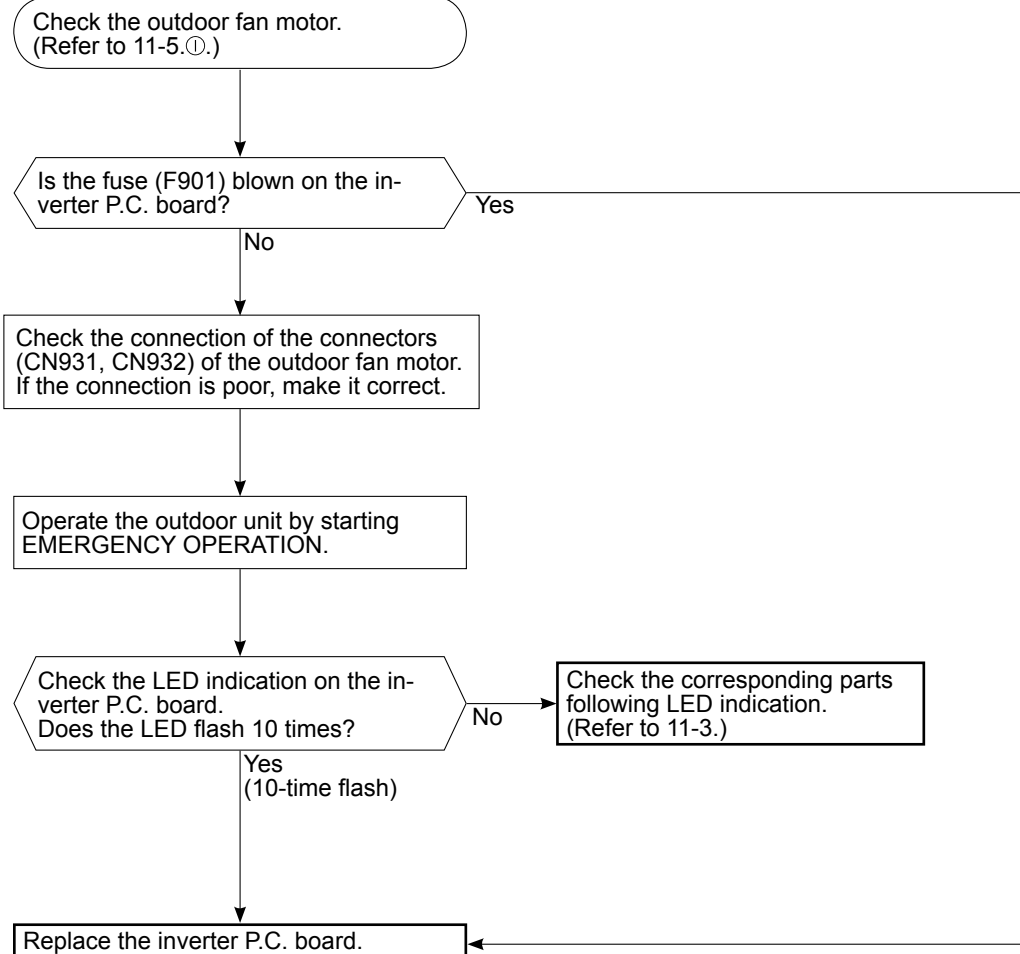 Check the outdoor fan motor.
(Refer to 11-5.Ⓘ.)
Is the fuse (F901) blown on the in-
verter P.C. board?
Yes
No
Check the connection of the connectors
(CN931, CN932) of the outdoor fan motor.
If the connection is poor, make it correct.
Operate the outdoor unit by starting
EMERGENCY OPERATION.
Check the LED indication on the in-
verter P.C. board.
Does the LED flash 10 times?
No
Check the corresponding parts
following LED indication.
(Refer to 11-3.)
Yes
(10-time flash)
Replace the inverter P.C. board.